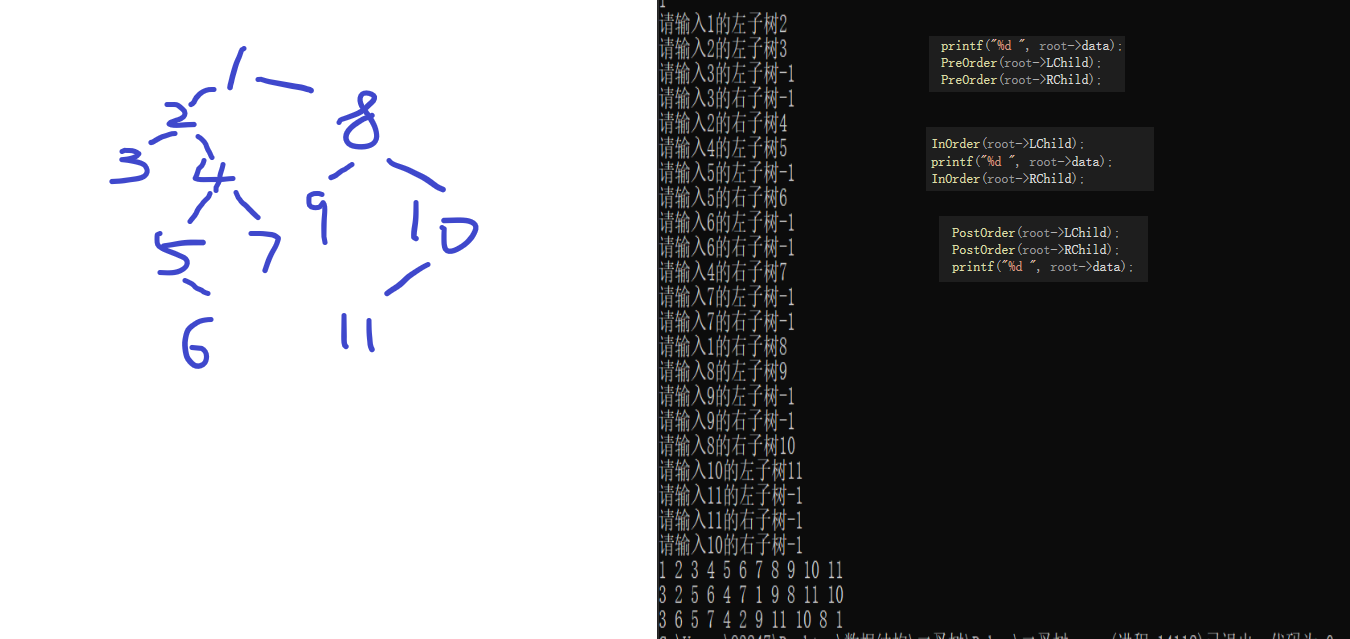 1
2
8
3
4
9
10
5
7
6
11
1
请输入1的左子树2
请输入2的左子树3
请输入3的左子树-1
请输入3的右子树-1
请输入2的右子树4
请输入4的左子树5
请输入5的左子树-1
请输入5的右子树6
请输入6的左子树-1
请输入6的右子树-1
请输入4的右子树7
请输入7的左子树-1
请输入7的右子树-1
请输入1的右子树8
请输入8的左子树9
请输入9的左子树-1
请输入9的右子树-1
请输入8的右子树10
请输入10的左子树11
请输入11的左子树-1
请输入11的右子树-1
请输入10的右子树-1
1 2 3 4 5 6 7 8 9 10 11
3 2 5 6 4 7 1 9 8 11 10
3 6 5 7 4 2 9 11 10 8 1
printf("%d ", root->data);
PreOrder(root->LChild);
PreOrder(root->RChild);
InOrder(root->LChild);
printf("%d ", root->data);
InOrder(root->RChild);
PostOrder(root->LChild);
PostOrder(root->RChild);
printf("%d ", root->data);